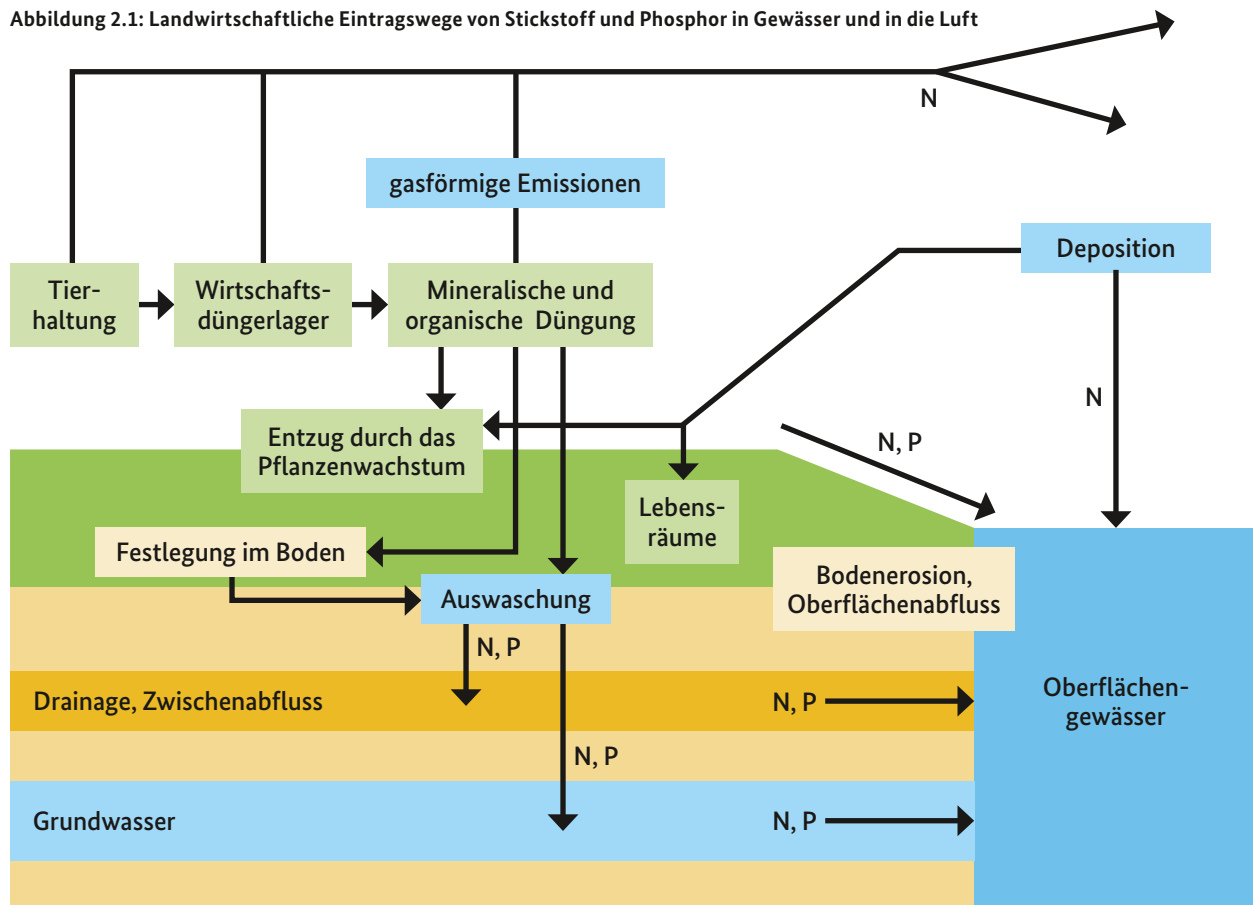 Abbildung 2.1: Landwirtschaftliche Eintragswege von Stickstoff und Phosphor in Gewässer und in die Luft
N
gasförmige Emissionen
Deposition
Tier-
haltung
Wirtschafts-
düngerlager
Mineralische und
organische Düngung
N
Entzug durch das
Pflanzenwachstum
N, P
Lebens-
räume
Festlegung im Boden
Bodenerosion,
Oberflächenabfluss
Auswaschung
N, P
Drainage, Zwischenabfluss
N, P
Oberflächen-
gewässer
N, P
Grundwasser
N, P